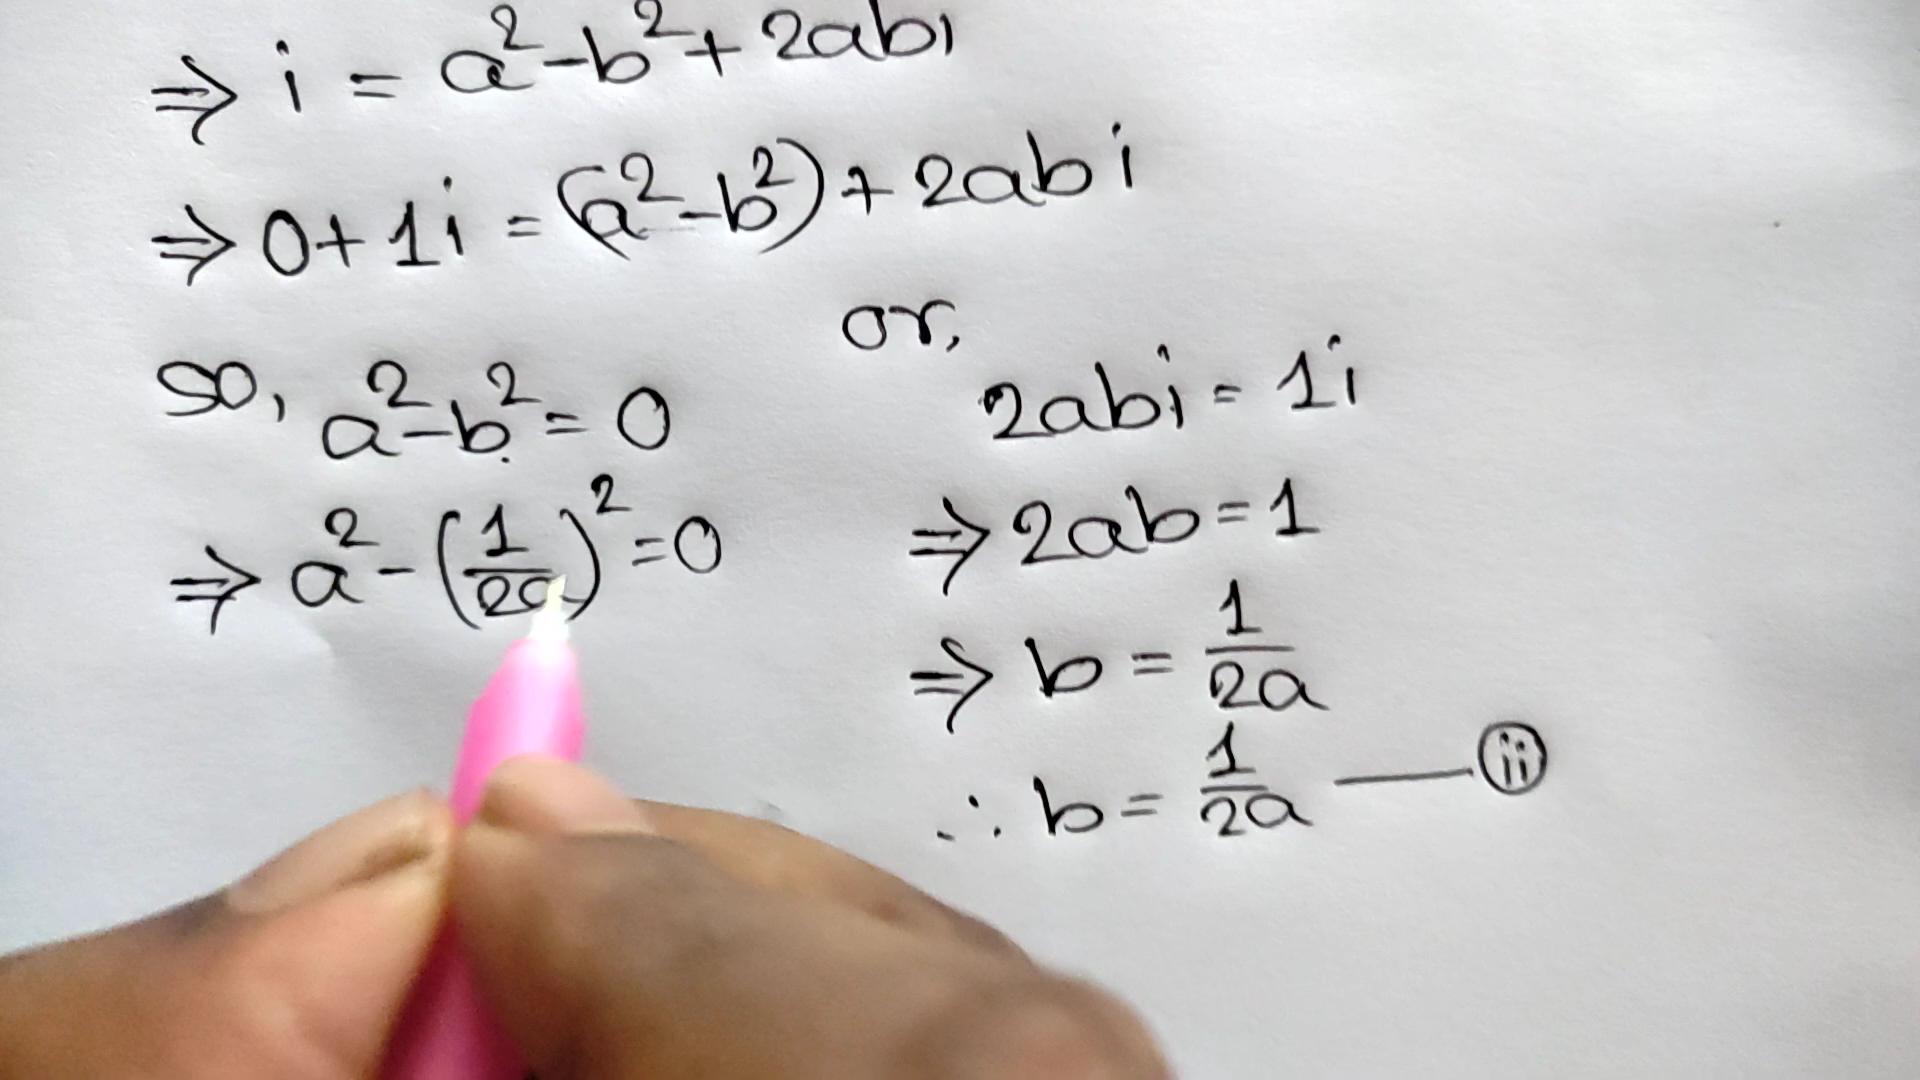 ⇒ i = a²-b²+2abi
⇒ 0+1i = (a²-b²)+2abi
so, a²-b² = 0
⇒ a² - (1/2a)² = 0
or,
2abi = 1i
⇒ 2ab = 1
⇒ b = 1/2a
∴ b = 1/2a — ii